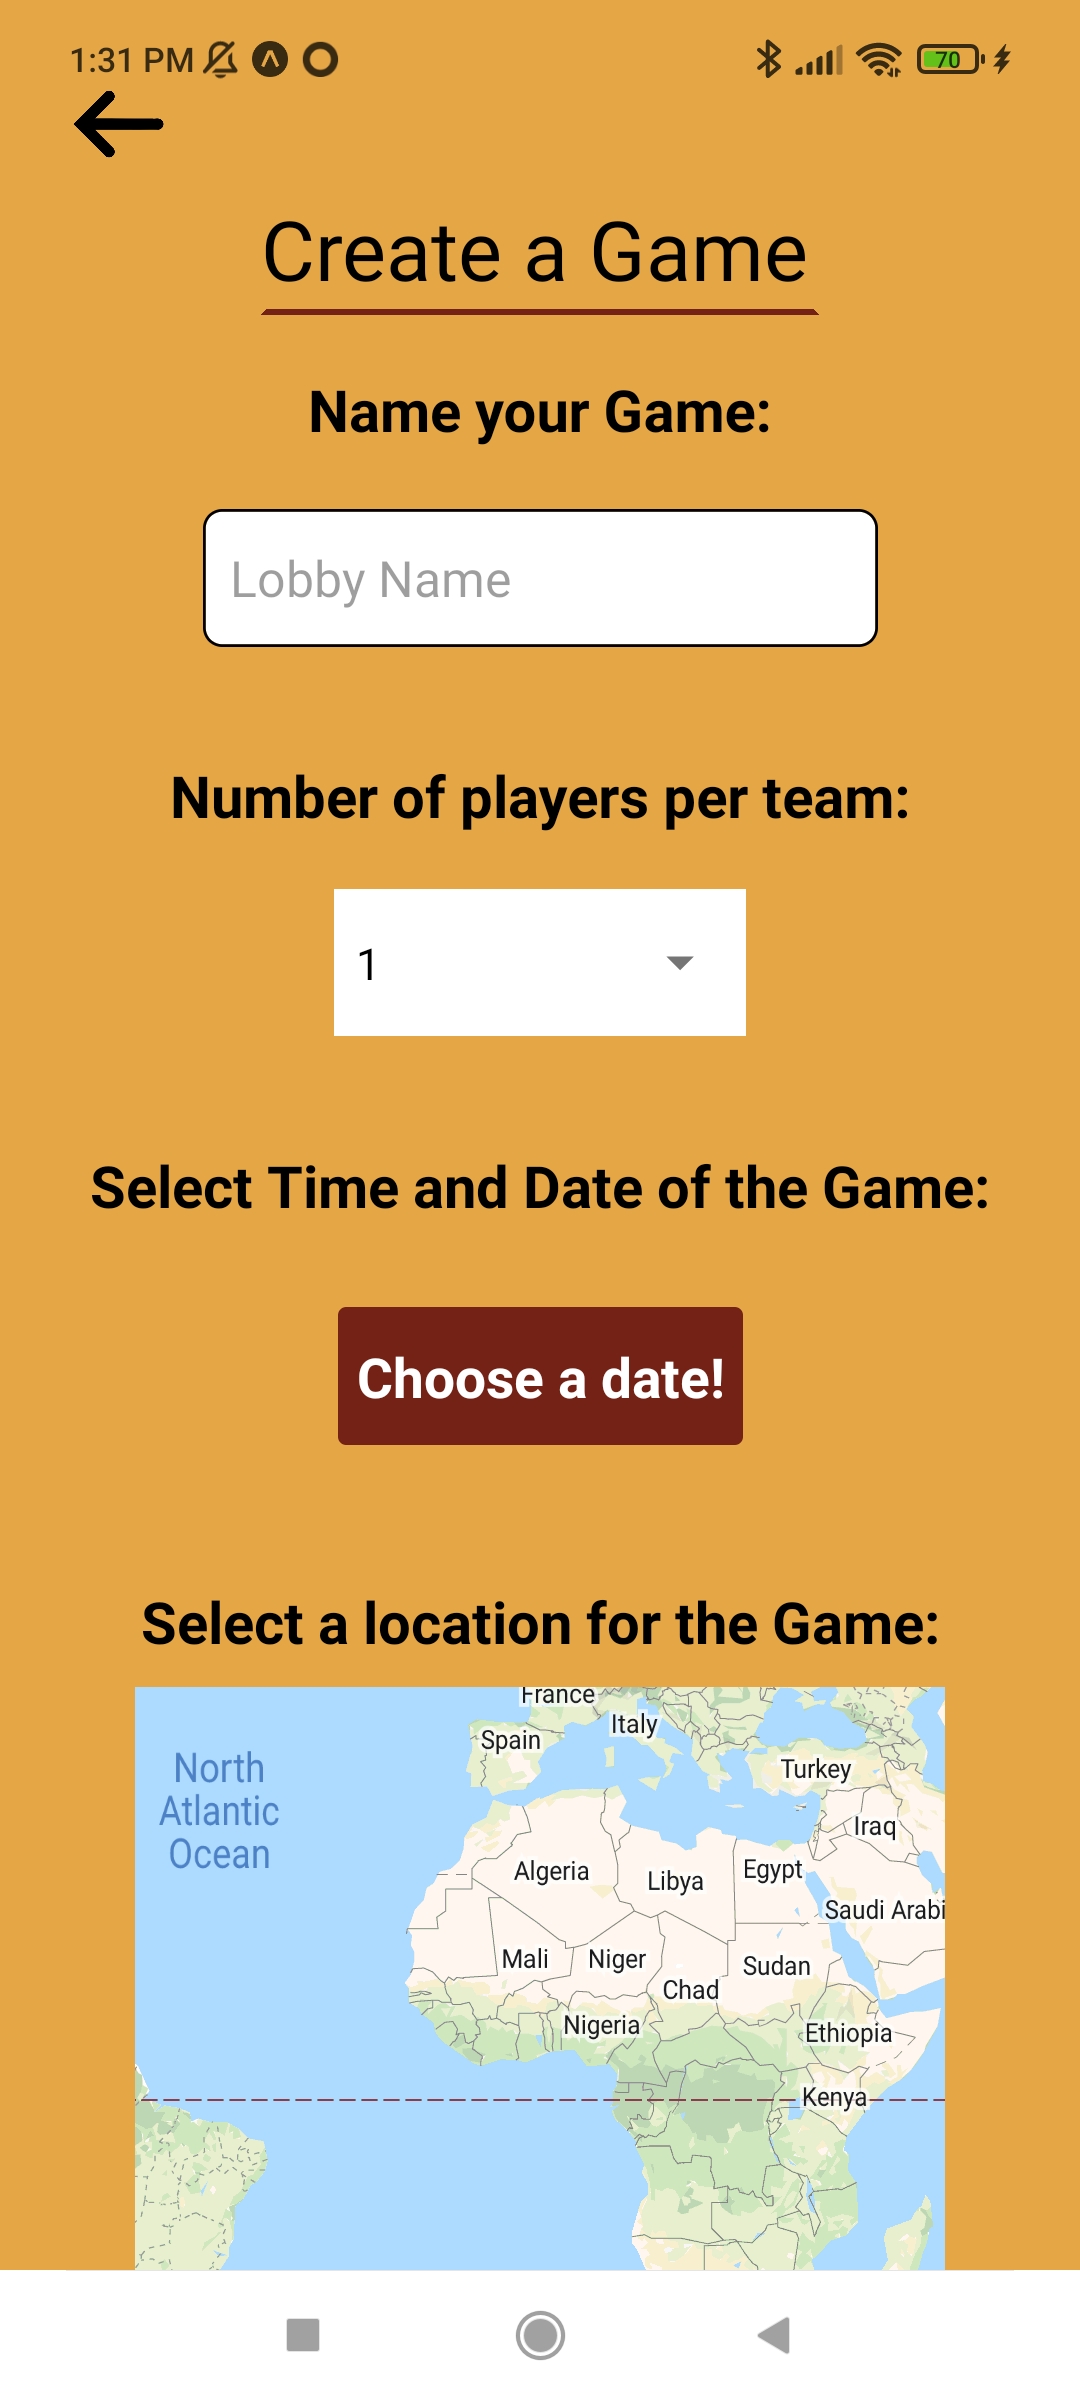 1:31 PM
70
Create a Game
Name your Game:
Lobby Name
Number of players per team:
1
Select Time and Date of the Game:
Choose a date!
Select a location for the Game:
France
Italy
Spain
North
Atlantic
Ocean
Turkey
Iraq
Algeria
Libya
Egypt
Saudi Arabi
Mali
Niger
Chad
Sudan
Nigeria
Ethiopia
Kenya